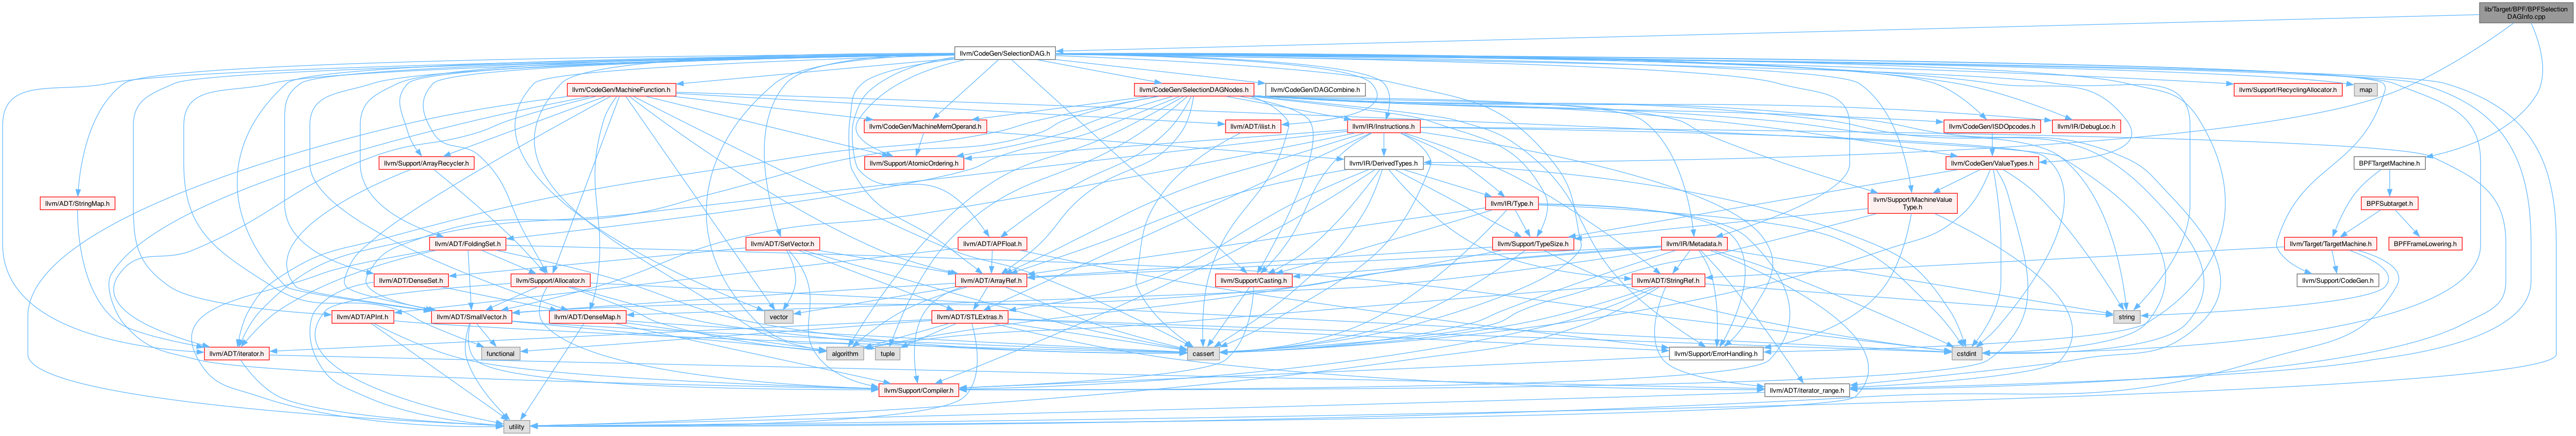 lib/Target/BPF/BPFSelection
DAGInfo.cpp
llvm/CodeGen/SelectionDAG.h
llvm/CodeGen/MachineFunction.h
llvm/CodeGen/SelectionDAGNodes.h
llvm/CodeGen/DAGCombine.h
llvm/Support/RecyclingAllocator.h
map
llvm/CodeGen/MachineMemOperand.h
llvm/ADT/ilist.h
llvm/IR/Instructions.h
llvm/CodeGen/ISDOpcodes.h
llvm/IR/DebugLoc.h
llvm/Support/ArrayRecycler.h
llvm/Support/AtomicOrdering.h
llvm/IR/DerivedTypes.h
llvm/CodeGen/ValueTypes.h
BPFTargetMachine.h
llvm/ADT/StringMap.h
llvm/IR/Type.h
llvm/Support/MachineValue
Type.h
BPFSubtarget.h
llvm/ADT/FoldingSet.h
llvm/ADT/SetVector.h
llvm/ADT/APFloat.h
llvm/Support/TypeSize.h
llvm/IR/Metadata.h
llvm/Target/TargetMachine.h
BPFFrameLowering.h
llvm/ADT/DenseSet.h
llvm/Support/Allocator.h
llvm/ADT/ArrayRef.h
llvm/Support/Casting.h
llvm/ADT/StringRef.h
llvm/Support/CodeGen.h
llvm/ADT/APInt.h
llvm/ADT/SmallVector.h
llvm/ADT/DenseMap.h
vector
llvm/ADT/STLExtras.h
string
llvm/ADT/iterator.h
functional
algorithm
tuple
cassert
llvm/Support/ErrorHandling.h
cstdint
llvm/Support/Compiler.h
llvm/ADT/iterator_range.h
utility